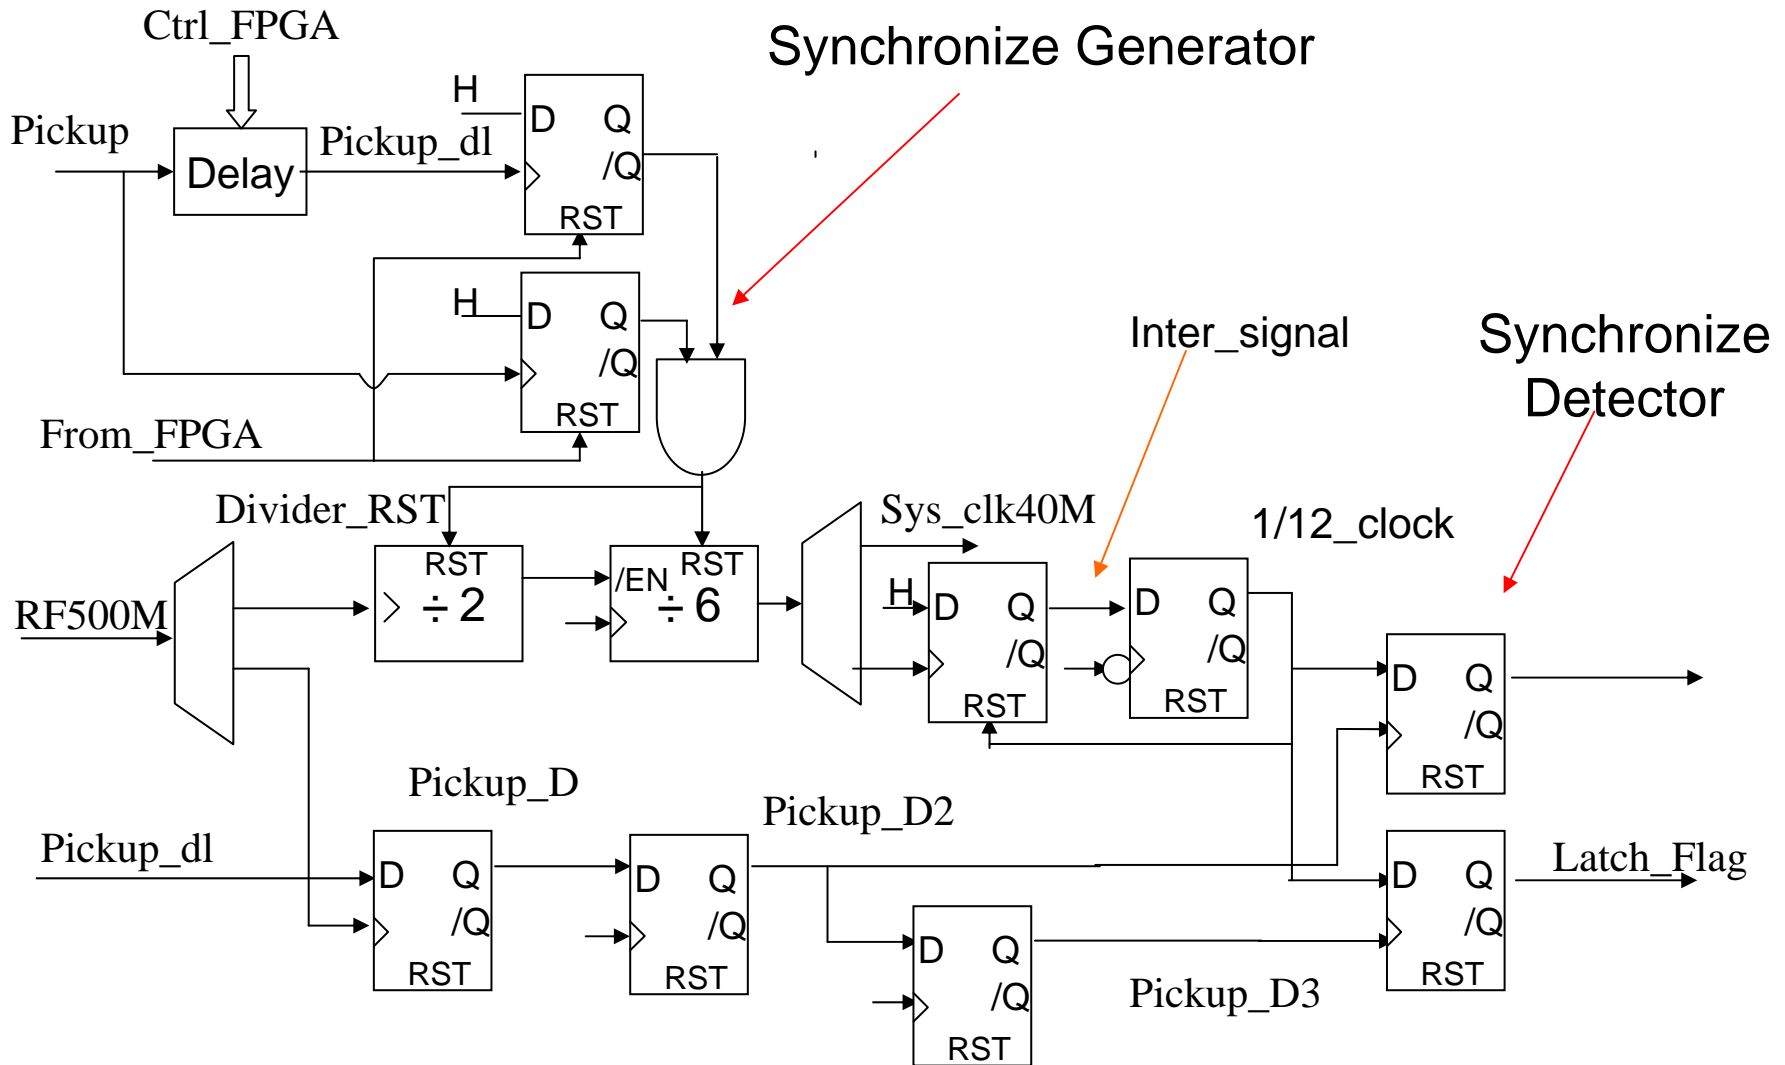 Ctrl_FPGA
Synchronize Generator
Pickup
Delay
Pickup_dl
H
D Q
/Q
RST
H
D Q
/Q
RST
From_FPGA
Inter_signal
Synchronize
Detector
Divider_RST
Sys_clk40M
1/12_clock
RF500M
RST
÷ 2
/EN RST
÷ 6
H
D Q
/Q
RST
D Q
/Q
RST
D Q
/Q
RST
Pickup_D
Pickup_D2
Pickup_dl
D Q
/Q
RST
D Q
/Q
RST
D Q
/Q
RST
Pickup_D3
D Q
/Q
RST
Latch_Flag